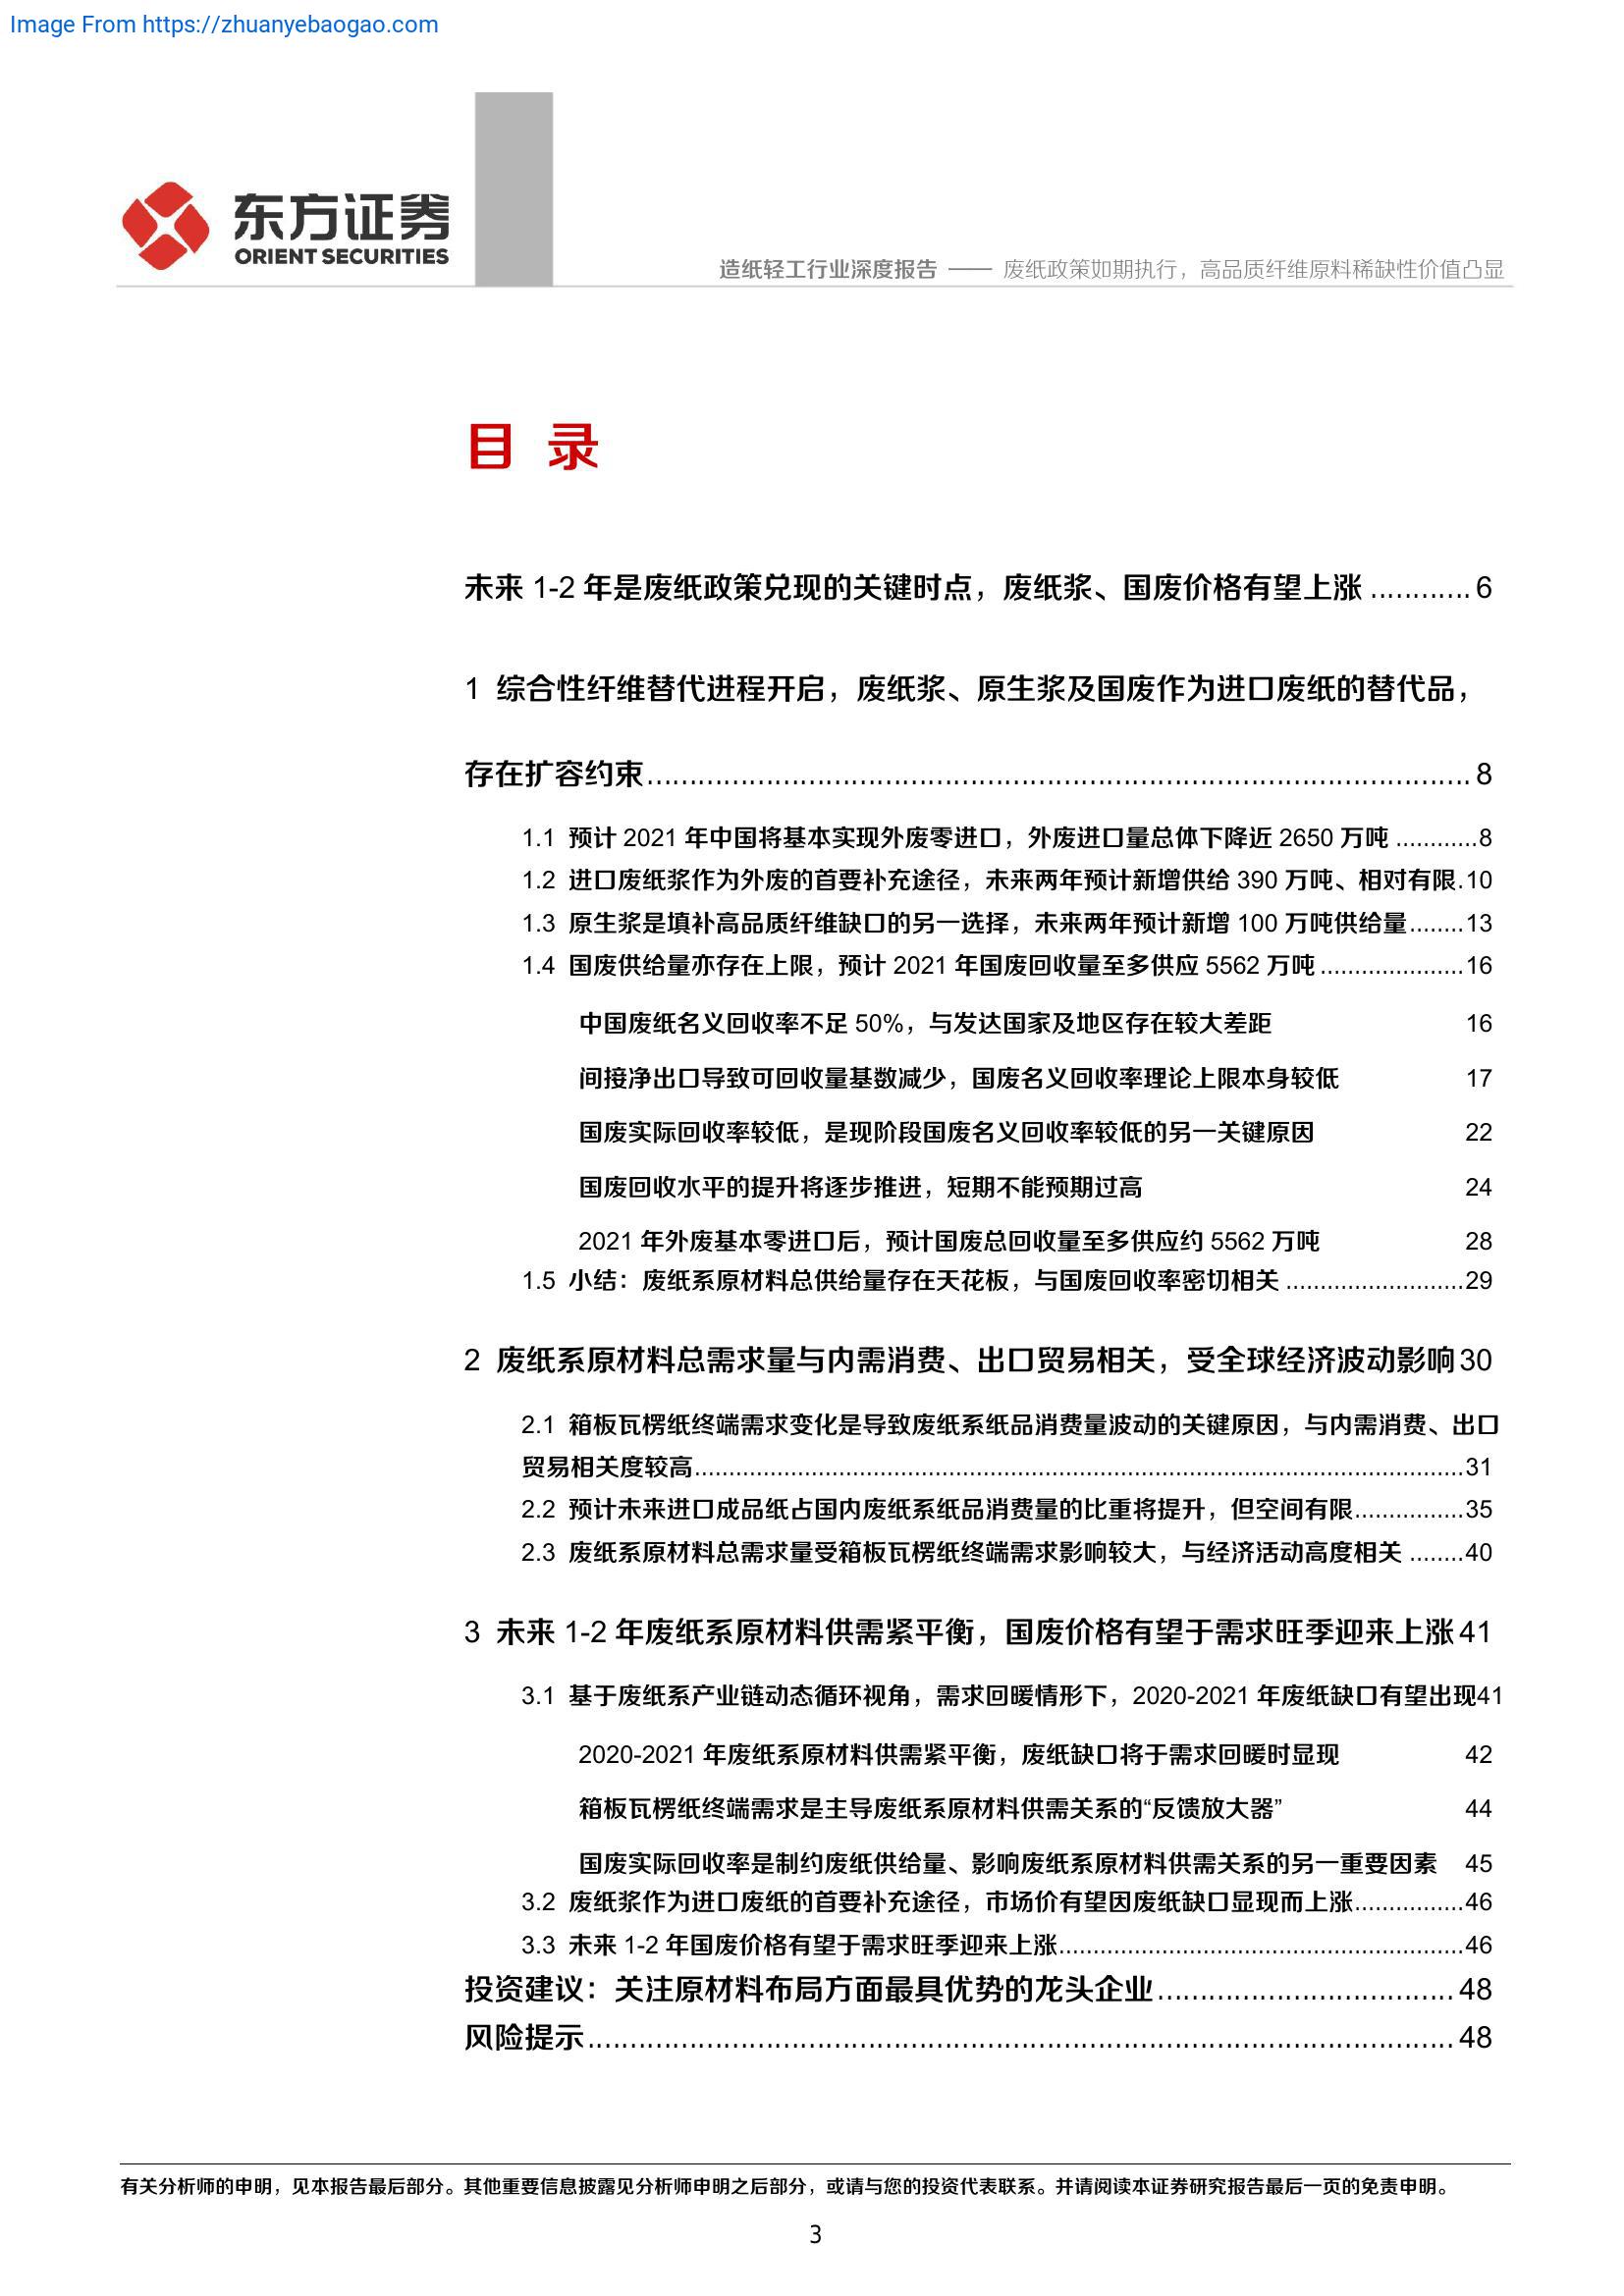 Image From https://zhuanyebaogao.com
东方证券
ORIENT SECURITIES
造纸轻工行业深度报告 —— 废纸政策如期执行，高品质纤维原料稀缺性价值凸显
目 录
未来 1-2 年是废纸政策兑现的关键时点，废纸浆、国废价格有望上涨 ............ 6
1 综合性纤维替代进程开启，废纸浆、原生浆及国废作为进口废纸的替代品，
存在扩容约束 ................................................................................................ 8
1.1 预计 2021 年中国将基本实现外废零进口，外废进口量总体下降近 2650 万吨 ............8
1.2 进口废纸浆作为外废的首要补充途径，未来两年预计新增供给 390 万吨、相对有限.10
1.3 原生浆是填补高品质纤维缺口的另一选择，未来两年预计新增 100 万吨供给量........13
1.4 国废供给量亦存在上限，预计 2021 年国废回收量至多供应 5562 万吨 .....................16
中国废纸名义回收率不足 50%，与发达国家及地区存在较大差距 16
间接净出口导致可回收量基数减少，国废名义回收率理论上限本身较低 17
国废实际回收率较低，是现阶段国废名义回收率较低的另一关键原因 22
国废回收水平的提升将逐步推进，短期不能预期过高 24
2021 年外废基本零进口后，预计国废总回收量至多供应约 5562 万吨 28
1.5 小结：废纸系原材料总供给量存在天花板，与国废回收率密切相关 ..........................29
2 废纸系原材料总需求量与内需消费、出口贸易相关，受全球经济波动影响30
2.1 箱板瓦楞纸终端需求变化是导致废纸系纸品消费量波动的关键原因，与内需消费、出口
贸易相关度较高................................................................................................................31
2.2 预计未来进口成品纸占国内废纸系纸品消费量的比重将提升，但空间有限................35
2.3 废纸系原材料总需求量受箱板瓦楞纸终端需求影响较大，与经济活动高度相关 ........40
3 未来 1-2 年废纸系原材料供需紧平衡，国废价格有望于需求旺季迎来上涨 41
3.1 基于废纸系产业链动态循环视角，需求回暖情形下，2020-2021 年废纸缺口有望出现41
2020-2021 年废纸系原材料供需紧平衡，废纸缺口将于需求回暖时显现 42
箱板瓦楞纸终端需求是主导废纸系原材料供需关系的“反馈放大器” 44
国废实际回收率是制约废纸供给量、影响废纸系原材料供需关系的另一重要因素 45
3.2 废纸浆作为进口废纸的首要补充途径，市场价有望因废纸缺口显现而上涨................46
3.3 未来 1-2 年国废价格有望于需求旺季迎来上涨...........................................................46
投资建议：关注原材料布局方面最具优势的龙头企业................................... 48
风险提示 ..................................................................................................... 48
有关分析师的申明，见本报告最后部分。其他重要信息披露见分析师申明之后部分，或请与您的投资代表联系。并请阅读本证券研究报告最后一页的免责申明。
3